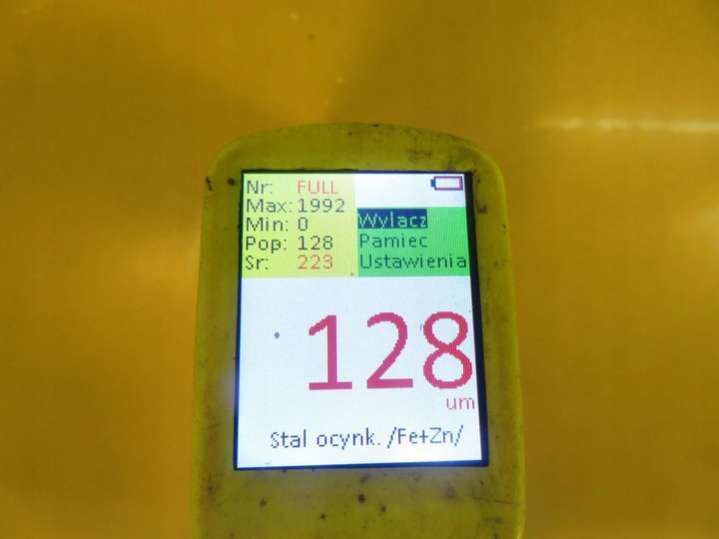 Nr: FULL
Max: 1992
Min: 0
Pop: 128
Sr: 223
Wylacz
Pamiec
Ustawienia
128
um
Stal ocynk. /Fe+Zn/